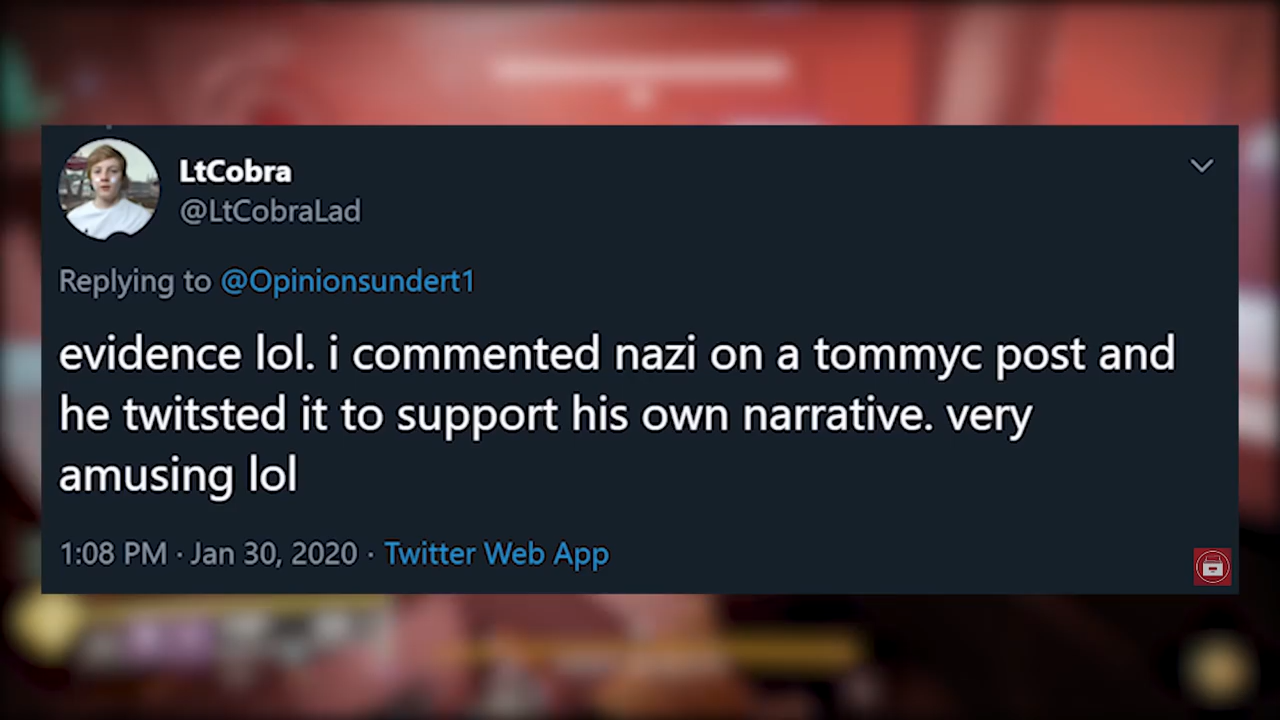 LtCobra
@LtCobraLad
Replying to @Opinionsundert1
evidence lol. i commented nazi on a tommyc post and
he twitsted it to support his own narrative. very
amusing lol
1:08 PM · Jan 30, 2020 · Twitter Web App